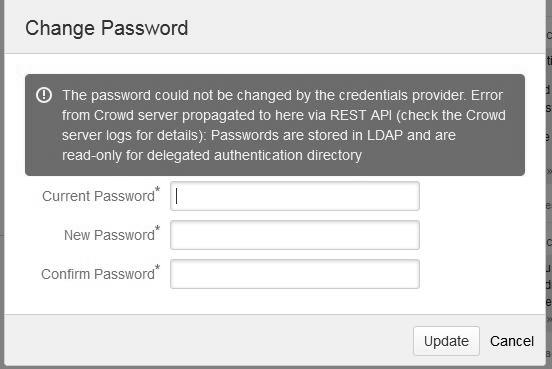 Change Password
The password could not be changed by the credentials provider. Error
from Crowd server propagated to here via REST API (check the Crowd
server logs for details): Passwords are stored in LDAP and are
read-only for delegated authentication directory
Current Password*
New Password*
Confirm Password*
Update Cancel